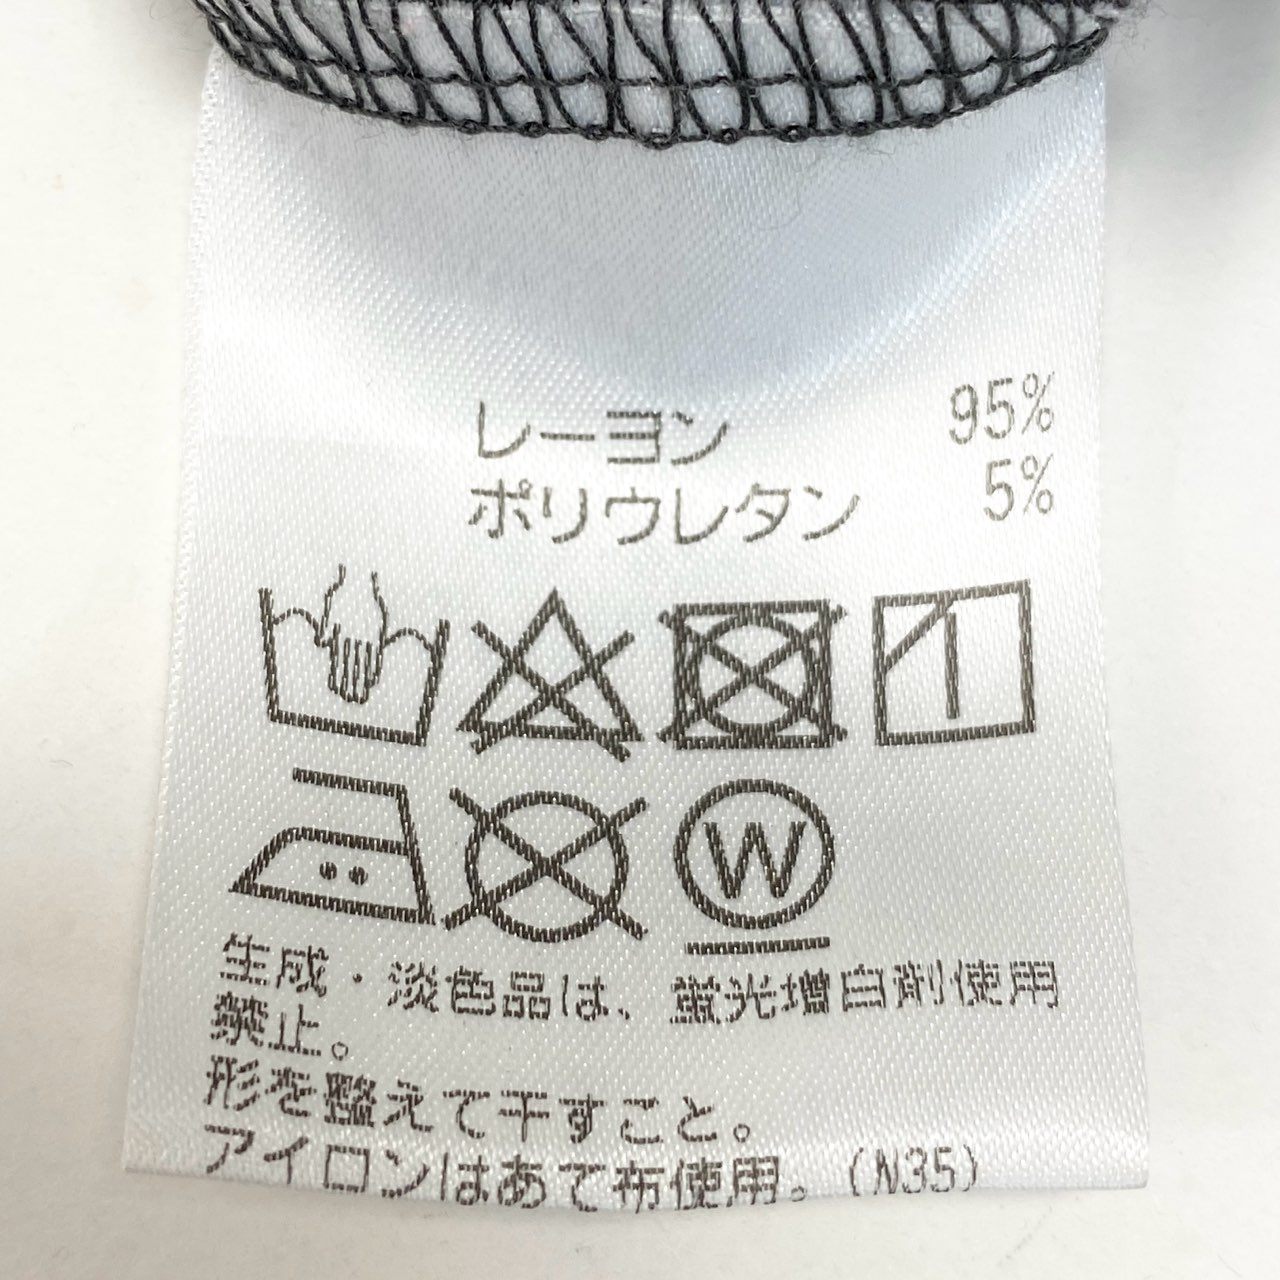 レーヨン 95%
ポリウレタン 5%
W
生成・淡色品は、蛍光増白剤使用
禁止。
形を整えて干すこと。
アイロンはあて布使用。(N35)